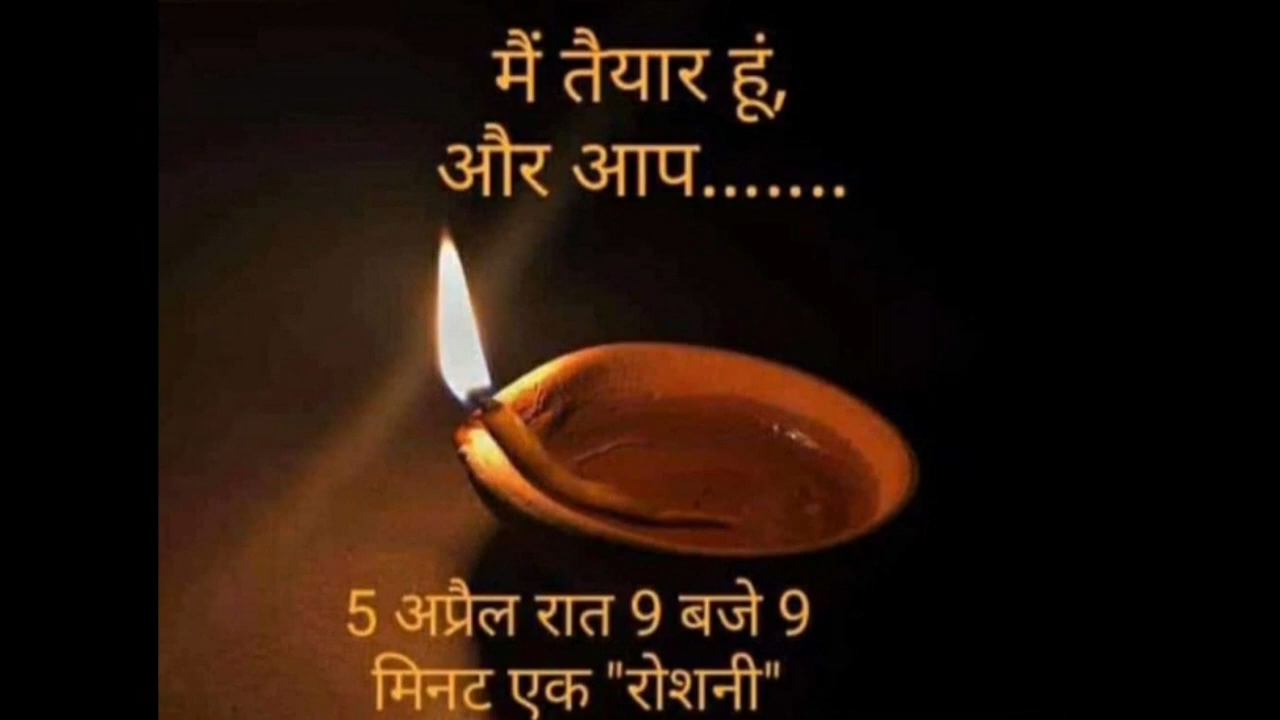 मैं तैयार हूं,
और आप.......
5 अप्रैल रात 9 बजे 9
मिनट एक "रोशनी"